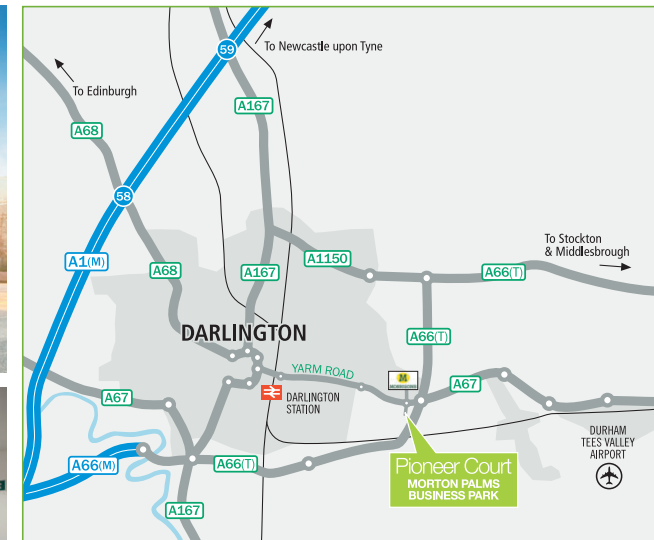 59
To Newcastle upon Tyne
To Edinburgh
A167
A68
58
A1(M)
A68
A167
A1150
To Stockton
& Middlesbrough
A66(T)
DARLINGTON
A66(T)
YARM ROAD
M
A67
A67
DARLINGTON
STATION
DURHAM
TEES VALLEY
AIRPORT
A66(M)
A66(T)
Pioneer Court
MORTON PALMS
BUSINESS PARK
A167